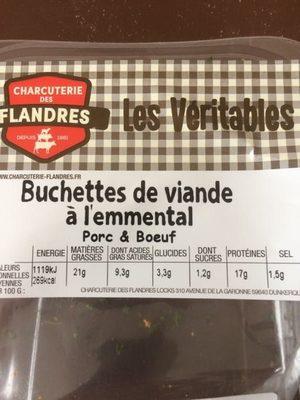 CHARCUTERIE
DES
FLANDRES
DEPUIS
Les Véritables
WWW.CHARCUTERIE-FLANDRES.FR
Buchettes de viande
à l'emmental
Porc & Boeuf
ENERGIE MATIÈRES GRASSES DONT ACIDES GRAS SATURÉS GLUCIDES DONT SUCRES PROTÉINES SEL
1119kJ
269kcal
21g 9,3g 3,3g 1,2g 17g 1,5g
CHARCUTERIE DES FLANDRES LOCKS 310 AVENUE DE LA GARONNE 59640 DUNKERQU